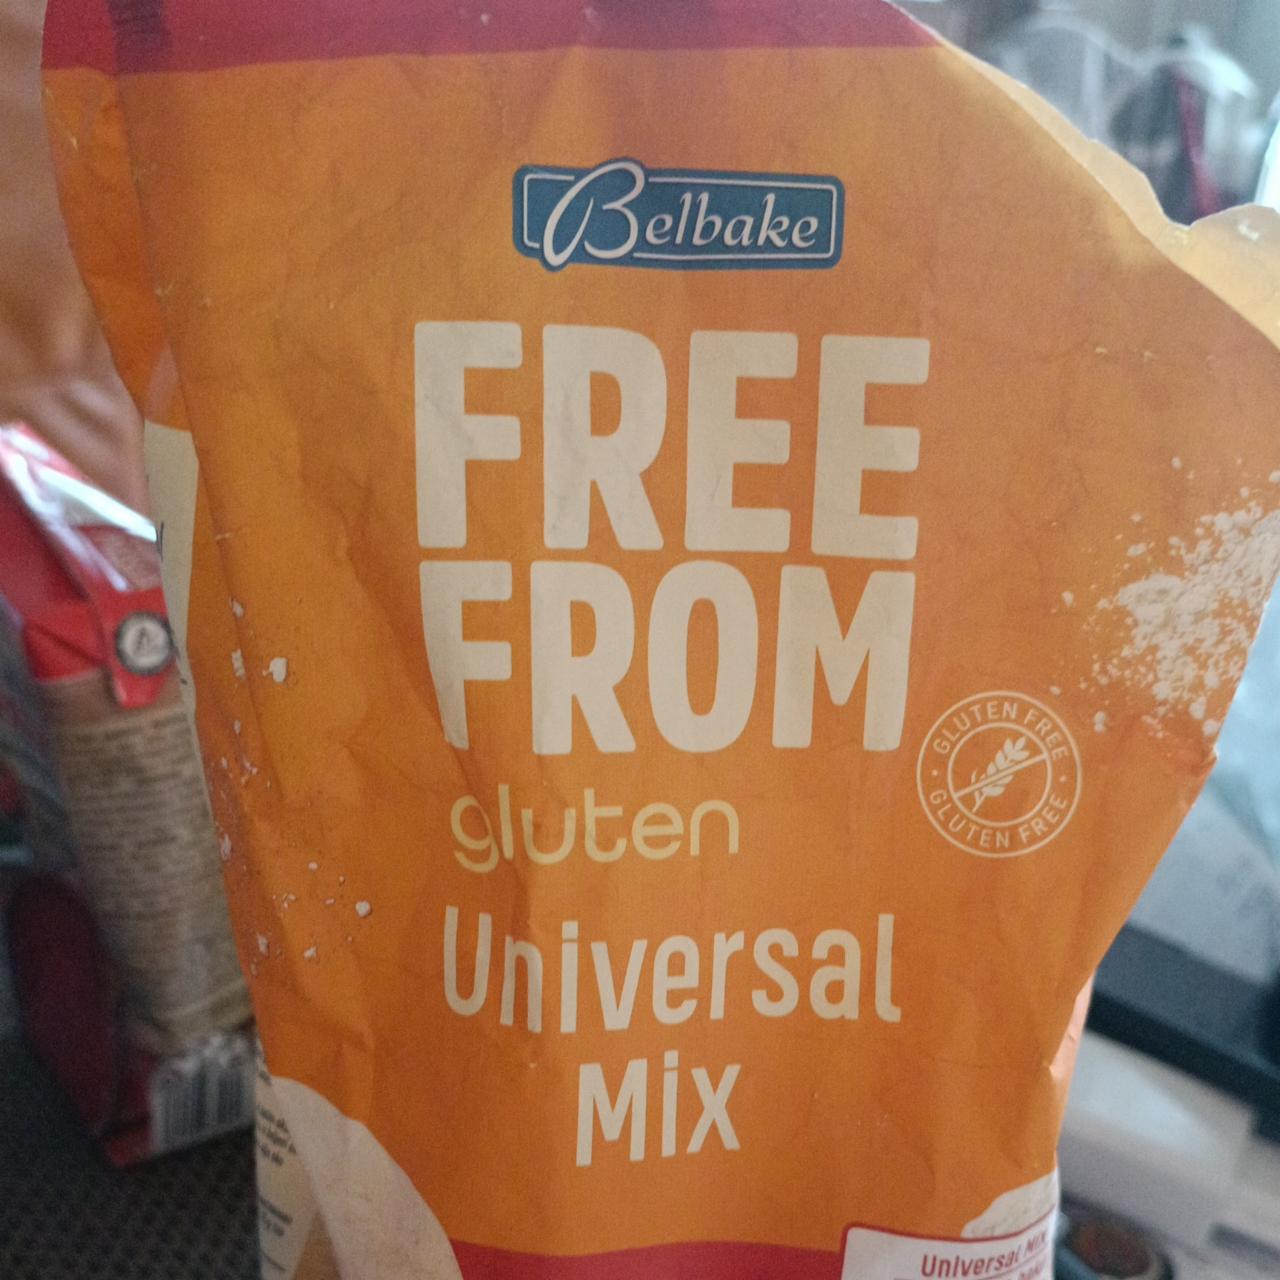 Belbake
FREE
FROM
gluten
GLUTEN FREE
GLUTEN FREE
Universal
Mix
Universal Mix